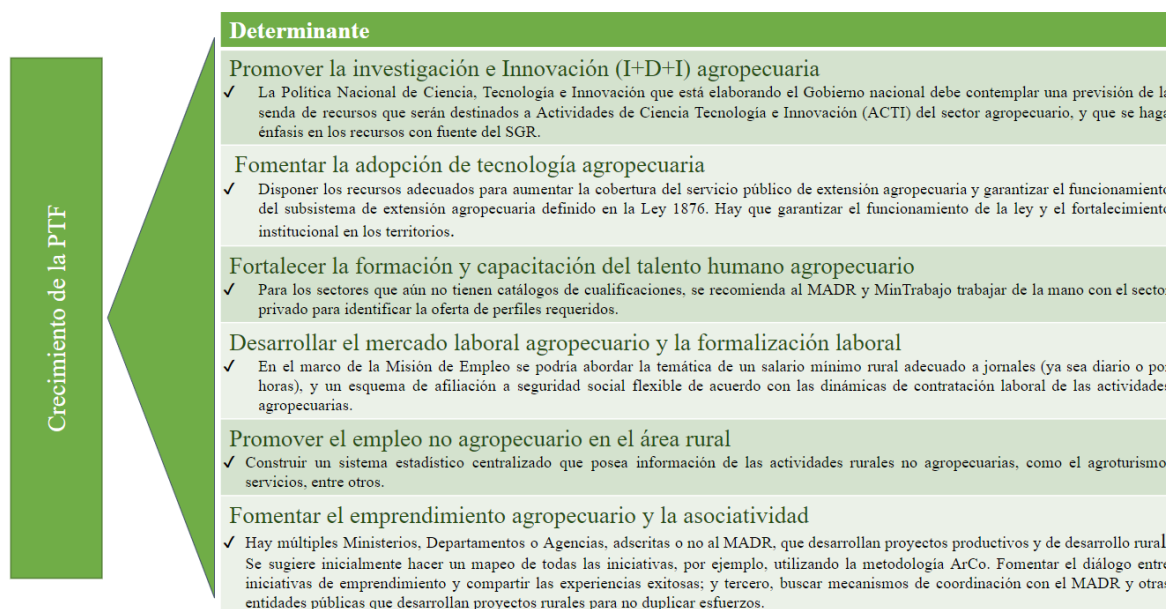 Crecimiento de la PTF
Determinante
Promover la investigación e Innovación (I+D+I) agropecuaria
✓ La Política Nacional de Ciencia, Tecnología e Innovación que está elaborando el Gobierno nacional debe contemplar una previsión de la
senda de recursos que serán destinados a Actividades de Ciencia Tecnología e Innovación (ACTI) del sector agropecuario, y que se haga
énfasis en los recursos con fuente del SGR.
Fomentar la adopción de tecnología agropecuaria
✓ Disponer los recursos adecuados para aumentar la cobertura del servicio público de extensión agropecuaria y garantizar el funcionamiento
del subsistema de extensión agropecuaria definido en la Ley 1876. Hay que garantizar el funcionamiento de la ley y el fortalecimiento
institucional en los territorios.
Fortalecer la formación y capacitación del talento humano agropecuario
✓ Para los sectores que aún no tienen catálogos de cualificaciones, se recomienda al MADR y MinTrabajo trabajar de la mano con el sector
privado para identificar la oferta de perfiles requeridos.
Desarrollar el mercado laboral agropecuario y la formalización laboral
✓ En el marco de la Misión de Empleo se podría abordar la temática de un salario mínimo rural adecuado a jornales (ya sea diario o por
horas), y un esquema de afiliación a seguridad social flexible de acuerdo con las dinámicas de contratación laboral de las actividades
agropecuarias.
Promover el empleo no agropecuario en el área rural
✓ Construir un sistema estadístico centralizado que posea información de las actividades rurales no agropecuarias, como el agroturismo,
servicios, entre otros.
Fomentar el emprendimiento agropecuario y la asociatividad
✓ Hay múltiples Ministerios, Departamentos o Agencias, adscritas o no al MADR, que desarrollan proyectos productivos y de desarrollo rural.
Se sugiere inicialmente hacer un mapeo de todas las iniciativas, por ejemplo, utilizando la metodología ArCo. Fomentar el diálogo entre
iniciativas de emprendimiento y compartir las experiencias exitosas; y tercero, buscar mecanismos de coordinación con el MADR y otras
entidades públicas que desarrollan proyectos rurales para no duplicar esfuerzos.